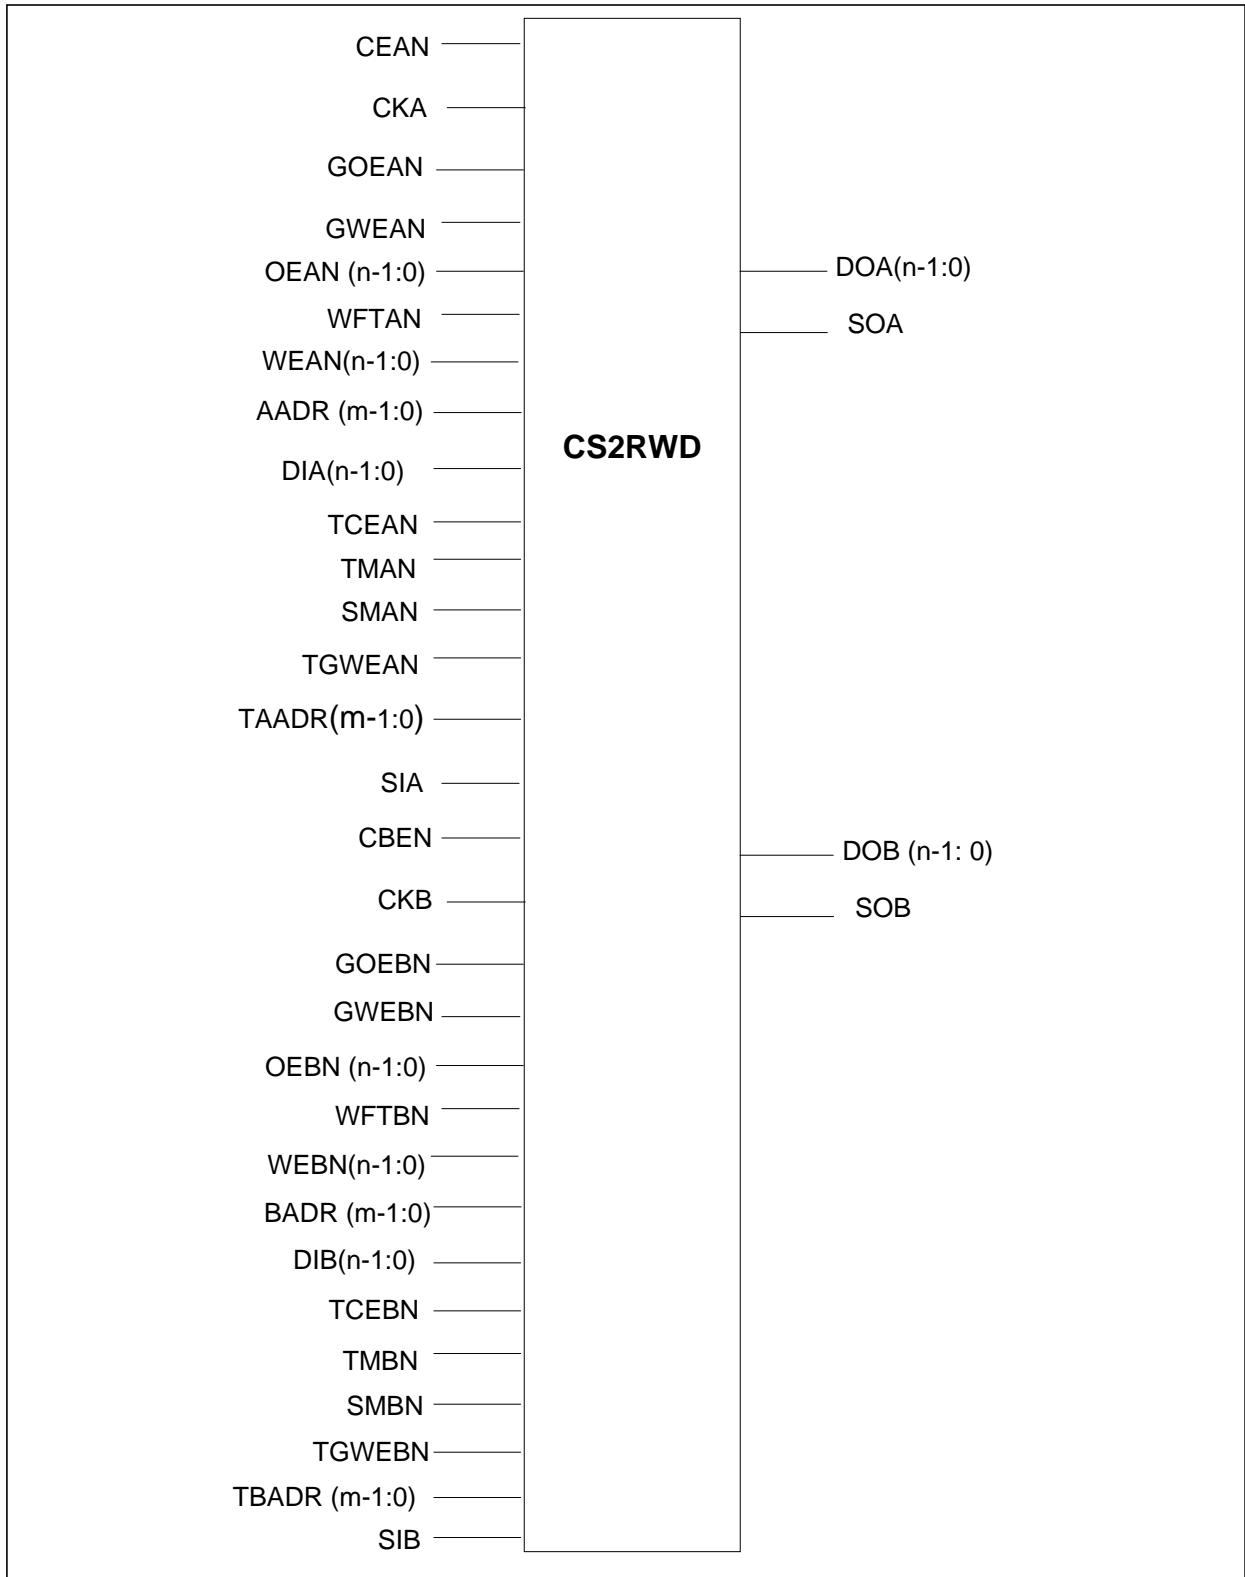 CEAN
CKA
GOEAN
GWEAN
OEAN (n-1:0)
WFTAN
WEAN(n-1:0)
AADR (m-1:0)
DIA(n-1:0)
TCEAN
TMAN
SMAN
TGWEAN
TAADR(m-1:0)
SIA
CBEN
CKB
GOEBN
GWEBN
OEBN (n-1:0)
WFTBN
WEBN(n-1:0)
BADR (m-1:0)
DIB(n-1:0)
TCEBN
TMBN
SMBN
TGWEBN
TBADR (m-1:0)
SIB
CS2RWD
DOA(n-1:0)
SOA
DOB (n-1: 0)
SOB